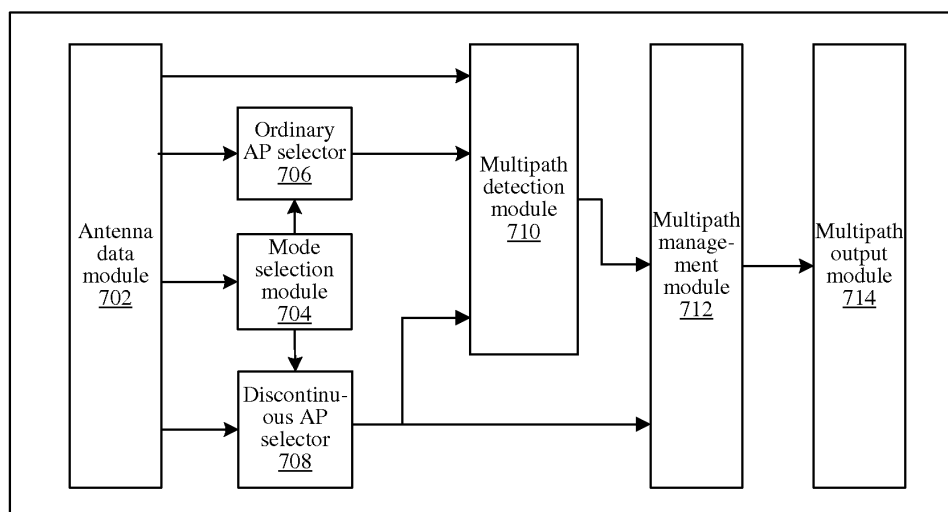 Antenna
data
module
702
Ordinary
AP selector
706
Mode
selection
module
704
Discontinu-
ous AP
selector
708
Multipath
detection
module
710
Multipath
manage-
ment
module
712
Multipath
output
module
714